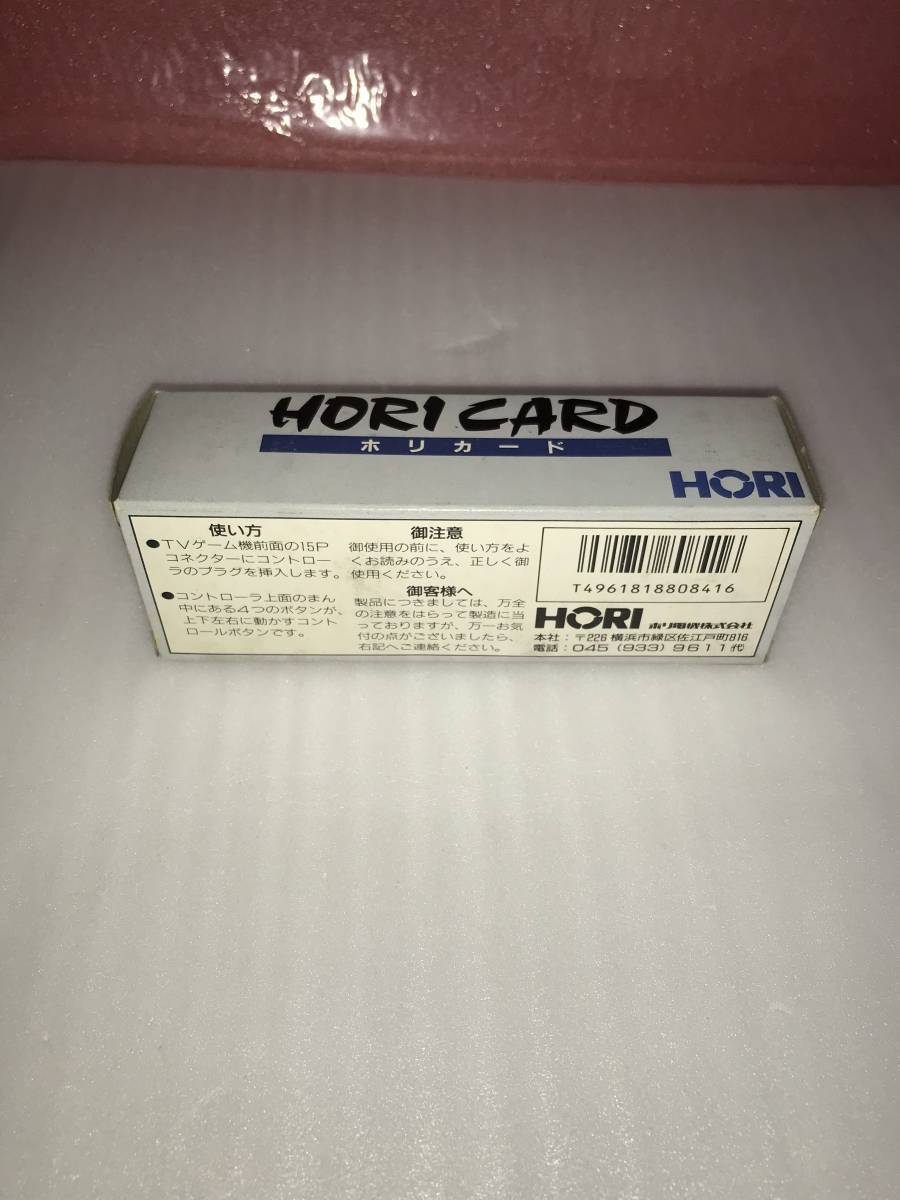 HORI CARD
ホリカード
HORI
使い方
●TVゲーム機前面の15P
コネクターにコントロー
ラのプラグを挿入します。
●コントローラ上面のまん
中にある4つのボタンが、
上下左右に動かすコント
ロールボタンです。
御注意
御使用の前に、使い方をよ
くお読みのうえ、正しく御
使用ください。
御客様へ
製品につきましては、万全
の注意をはらって製造に当
っておりますが、万一お気
付の点がございましたら、
右記へご連絡ください。
T4961818808416
HORI ホリ電機株式会社
本社：〒226 横浜市緑区佐江戸町816
電話：045（933）9611代